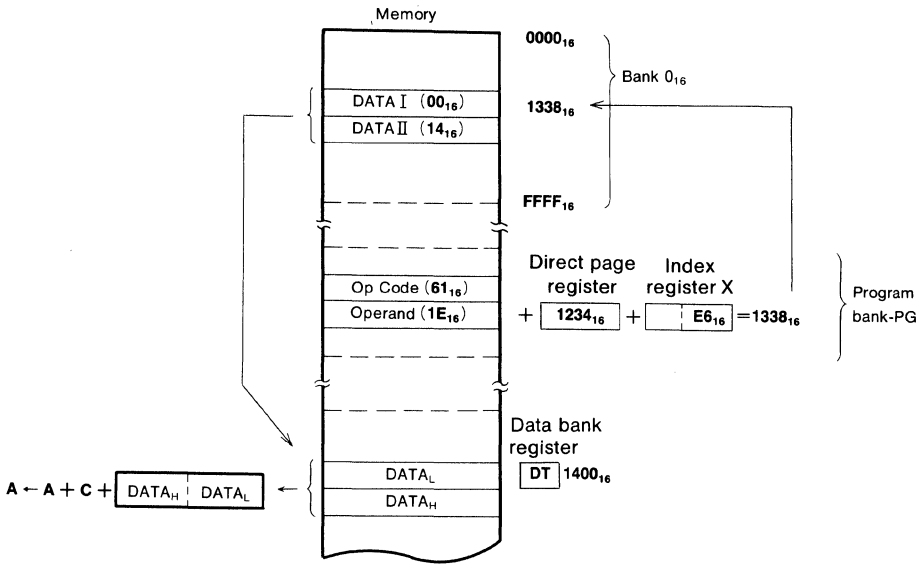 Memory
0000₁₆
Bank 0₁₆
DATA I (00₁₆)
1338₁₆
DATA II (14₁₆)
FFFF₁₆
Direct page register
Index register X
Op Code (61₁₆)
Operand (1E₁₆)
+ 1234₁₆ + E6₁₆ =1338₁₆
Program bank-PG
Data bank register
DATA_L
DT 1400₁₆
A ← A + C + DATA_H DATA_L ←
DATA_H